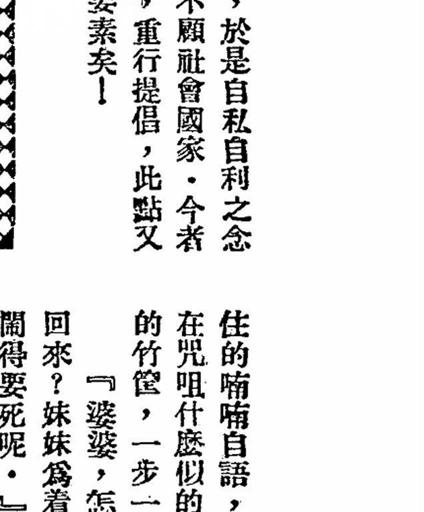 ，於是自私自利之念
不顧社會國家．今者
，重行提倡，此點又
要素矣！
住的喃喃自語，
在咒咀什麼似的
的竹筐，一步一
『婆婆，怎
回來？妹妹爲着
鬧得要死呢．』